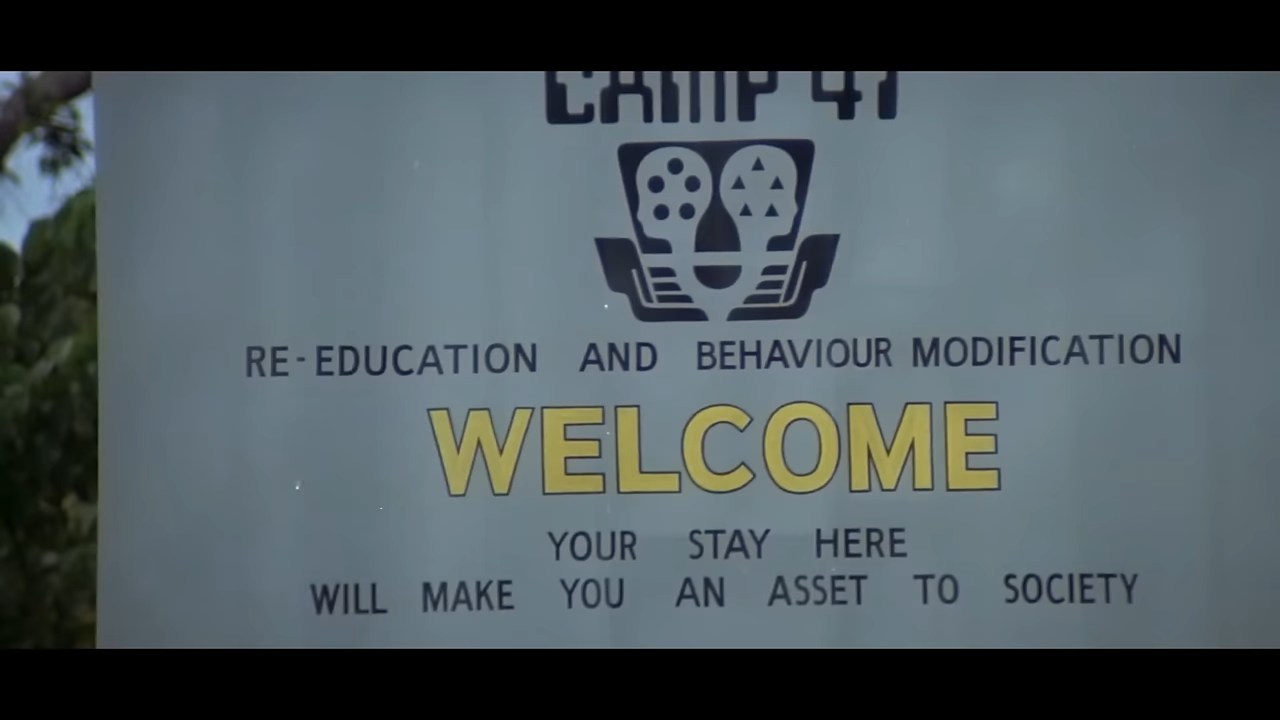 CAMP 47
RE-EDUCATION AND BEHAVIOUR MODIFICATION
WELCOME
YOUR STAY HERE
WILL MAKE YOU AN ASSET TO SOCIETY